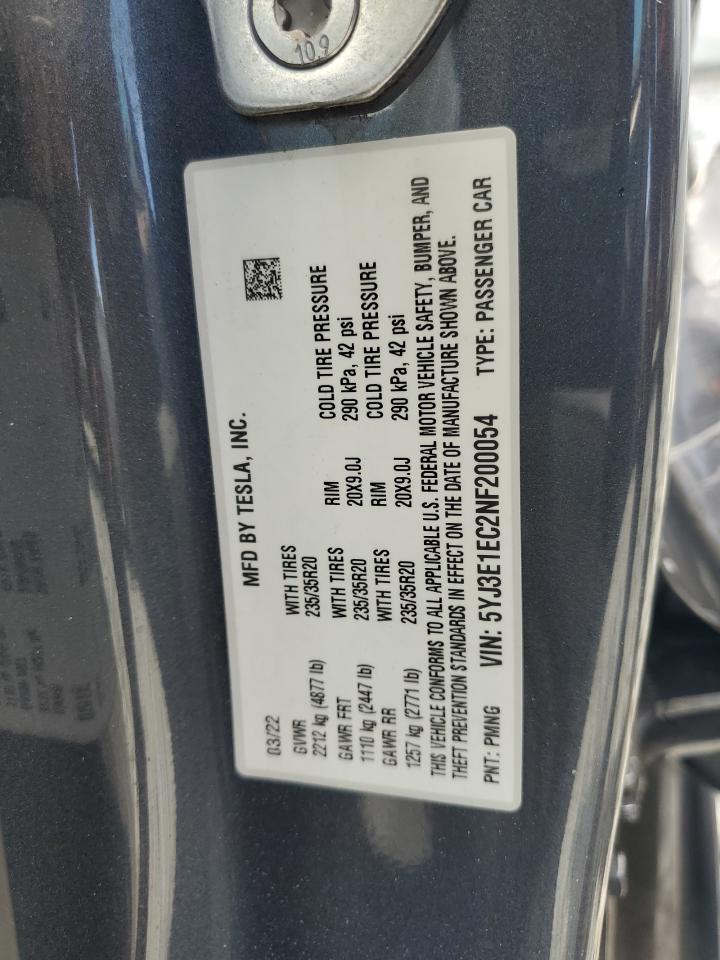 10.9
MFD BY TESLA, INC.
03/22
GVWR WITH TIRES
2212 kg (4877 lb) 235/35R20
GAWR FRT WITH TIRES RIM COLD TIRE PRESSURE
1110 kg (2447 lb) 235/35R20 20X9.0J 290 kPa, 42 psi
GAWR RR WITH TIRES RIM COLD TIRE PRESSURE
1257 kg (2771 lb) 235/35R20 20X9.0J 290 kPa, 42 psi
THIS VEHICLE CONFORMS TO ALL APPLICABLE U.S. FEDERAL MOTOR VEHICLE SAFETY, BUMPER, AND
THEFT PREVENTION STANDARDS IN EFFECT ON THE DATE OF MANUFACTURE SHOWN ABOVE.
PNT: PMNG VIN: 5YJ3E1EC2NF200054 TYPE: PASSENGER CAR